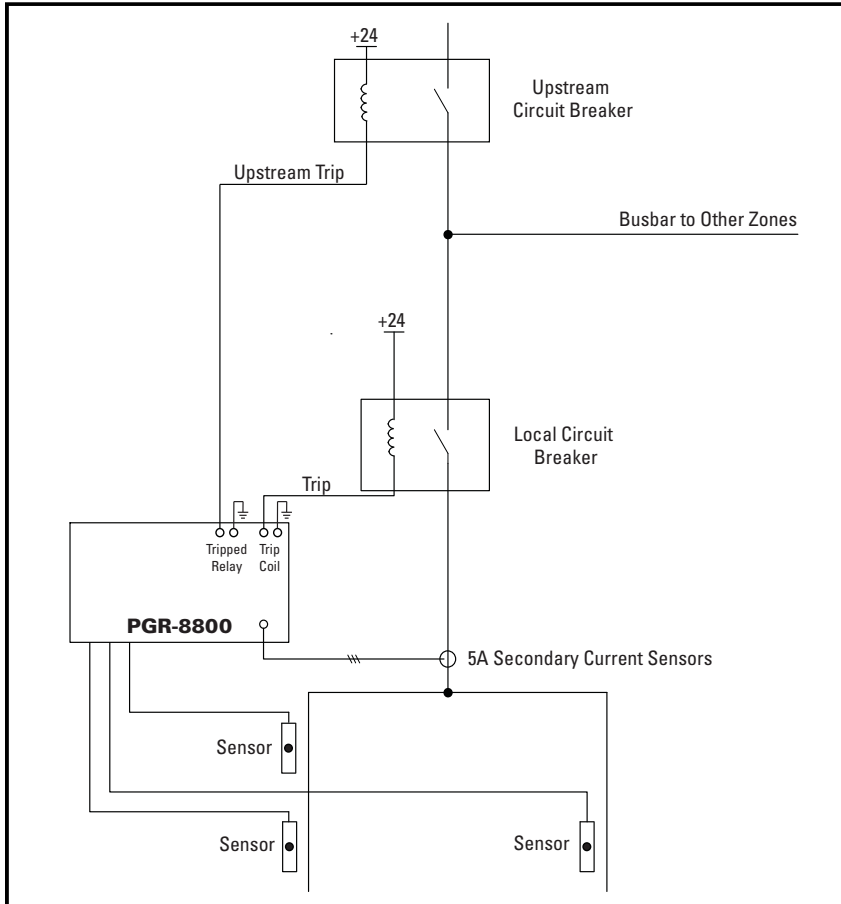 +24
Upstream
Circuit Breaker
Upstream Trip
Busbar to Other Zones
+24
Local Circuit
Breaker
Trip
Tripped
Relay
Trip
Coil
PGR-8800
5A Secondary Current Sensors
Sensor
Sensor
Sensor